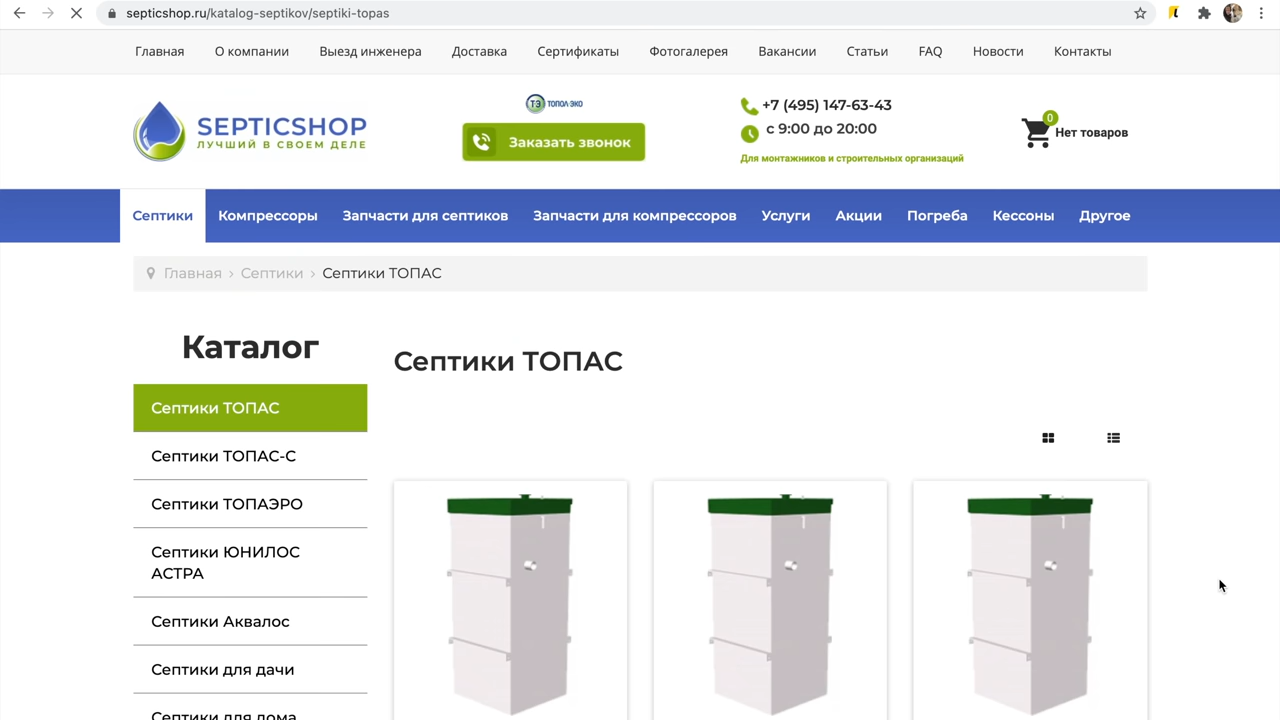 septicshop.ru/katalog-septikov/septiki-topas
Главная О компании Выезд инженера Доставка Сертификаты Фотогалерея Вакансии Статьи FAQ Новости Контакты
SEPTICSHOP
ЛУЧШИЙ В СВОЕМ ДЕЛЕ
ТЭ ТОПОЛ ЭКО
Заказать звонок
+7 (495) 147-63-43
с 9:00 до 20:00
Для монтажников и строительных организаций
0
Нет товаров
Септики Компрессоры Запчасти для септиков Запчасти для компрессоров Услуги Акции Погреба Кессоны Другое
Главная › Септики › Септики ТОПАС
Каталог
Септики ТОПАС
Септики ТОПАС
Септики ТОПАС-С
Септики ТОПАЭРО
Септики ЮНИЛОС
АСТРА
Септики Аквалос
Септики для дачи
Септики для дома